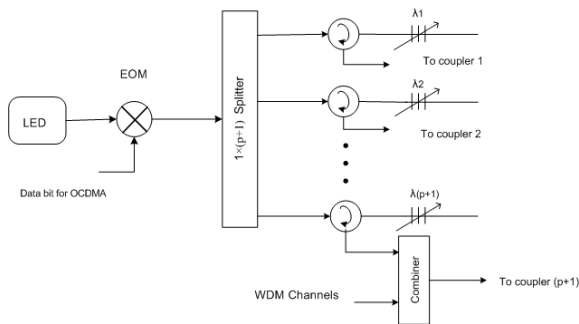 λ1
To coupler 1
EOM
λ2
LED
1×(p+1) Splitter
To coupler 2
Data bit for OCDMA
λ(p+1)
Combiner
To coupler (p+1)
WDM Channels